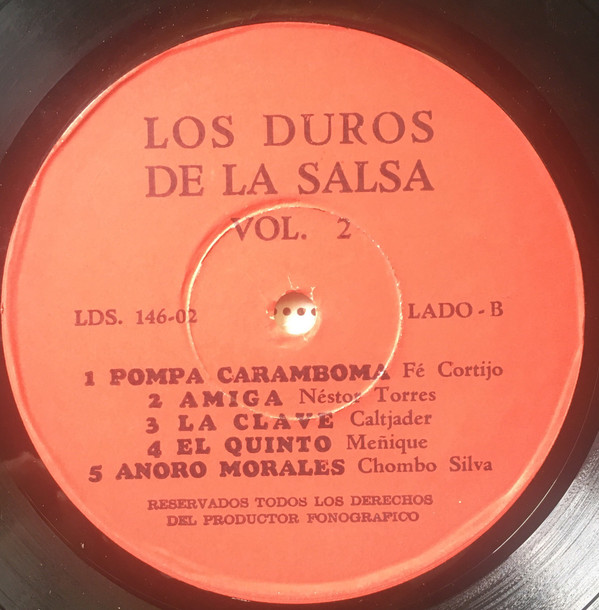 LOS DUROS
DE LA SALSA
VOL. 2
LDS. 146-02 LADO - B
1 POMPA CARAMBOMA Fé Cortijo
2 AMIGA Néstor Torres
3 LA CLAVE Caltjader
4 EL QUINTO Meñique
5 ANORO MORALES Chombo Silva
RESERVADOS TODOS LOS DERECHOS
DEL PRODUCTOR FONOGRAFICO